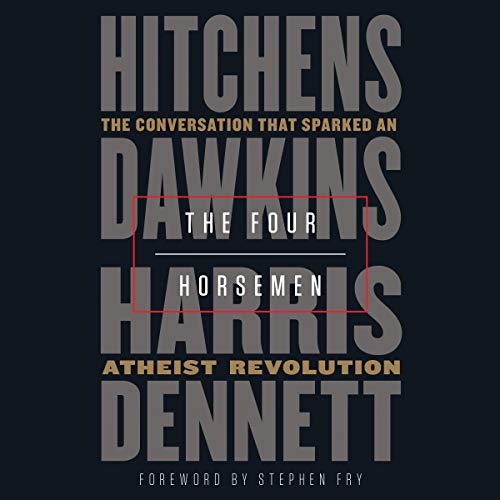 HITCHENS
THE CONVERSATION THAT SPARKED AN
DAWKINS
THE FOUR
HORSEMEN
HARRIS
ATHEIST REVOLUTION
DENNETT
FOREWORD BY STEPHEN FRY